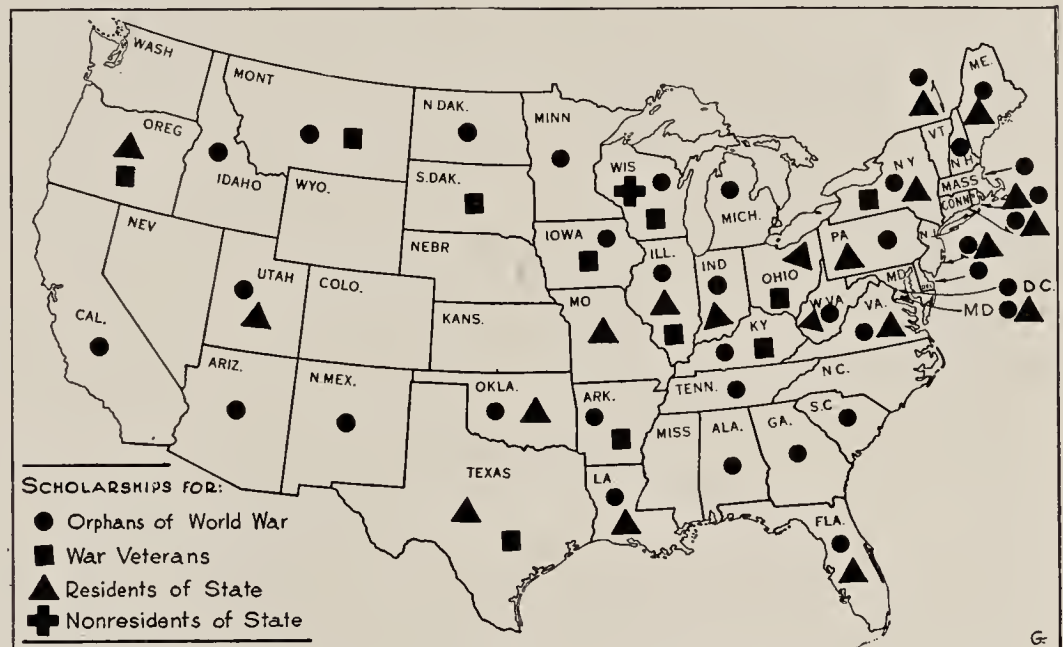 WASH
MONT
N.DAK.
MINN
ME.
OREG
IDAHO
WYO.
S.DAK.
WIS
MICH.
VT
N.H.
N Y
MASS
CONN
NEV
NEBR
IOWA
UTAH
COLO.
ILL.
IND
OHIO
PA
N.J.
MD
DEL
D C.
CAL.
KANS.
MO
KY
W.VA
VA.
MD
ARIZ.
N.MEX.
OKLA.
ARK.
TENN.
N.C.
TEXAS
LA
MISS
ALA.
GA.
S.C
FLA.
SCHOLARSHIPS FOR:
Orphans of World War
War Veterans
Residents of State
Nonresidents of State
G.